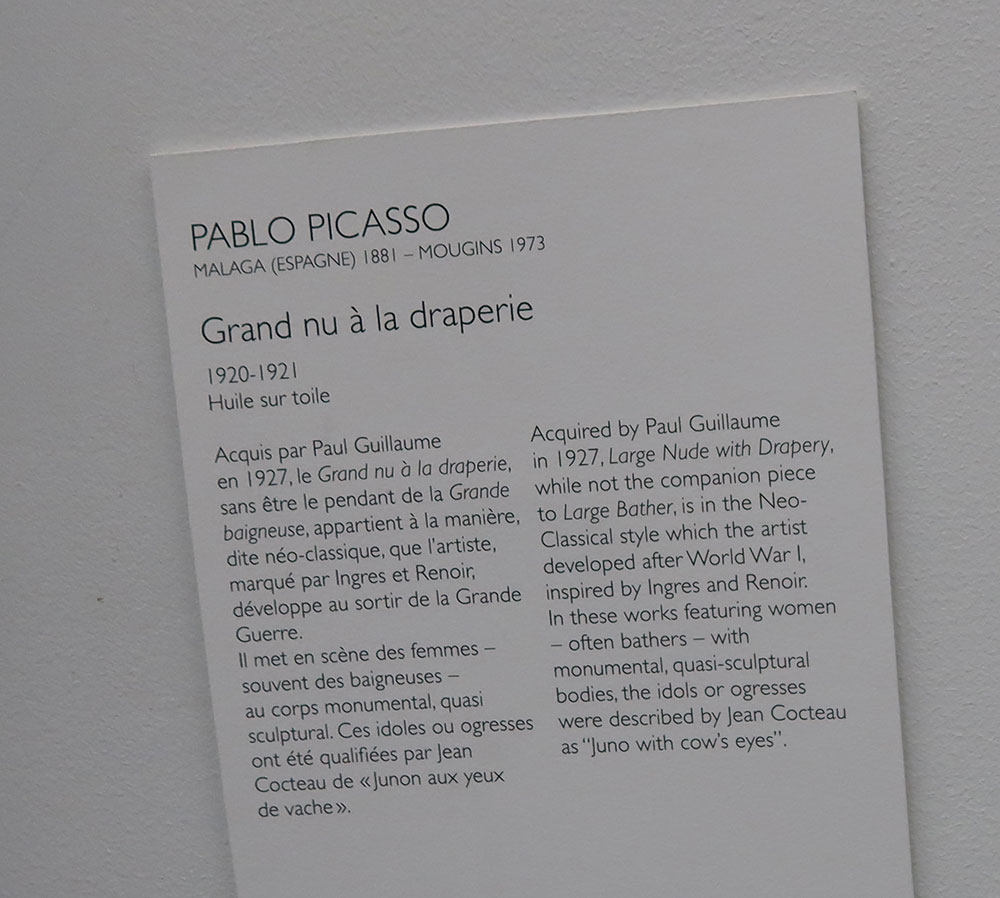 PABLO PICASSO
MALAGA (ESPAGNE) 1881 – MOUGINS 1973
Grand nu à la draperie
1920-1921
Huile sur toile
Acquis par Paul Guillaume
en 1927, le Grand nu à la draperie,
sans être le pendant de la Grande
baigneuse, appartient à la manière,
dite néo-classique, que l'artiste,
marqué par Ingres et Renoir,
développe au sortir de la Grande
Guerre.
Il met en scène des femmes –
souvent des baigneuses –
au corps monumental, quasi
sculptural. Ces idoles ou ogresses
ont été qualifiées par Jean
Cocteau de « Junon aux yeux
de vache ».
Acquired by Paul Guillaume
in 1927, Large Nude with Drapery,
while not the companion piece
to Large Bather, is in the Neo-
Classical style which the artist
developed after World War I,
inspired by Ingres and Renoir.
In these works featuring women
– often bathers – with
monumental, quasi-sculptural
bodies, the idols or ogresses
were described by Jean Cocteau
as "Juno with cow's eyes".